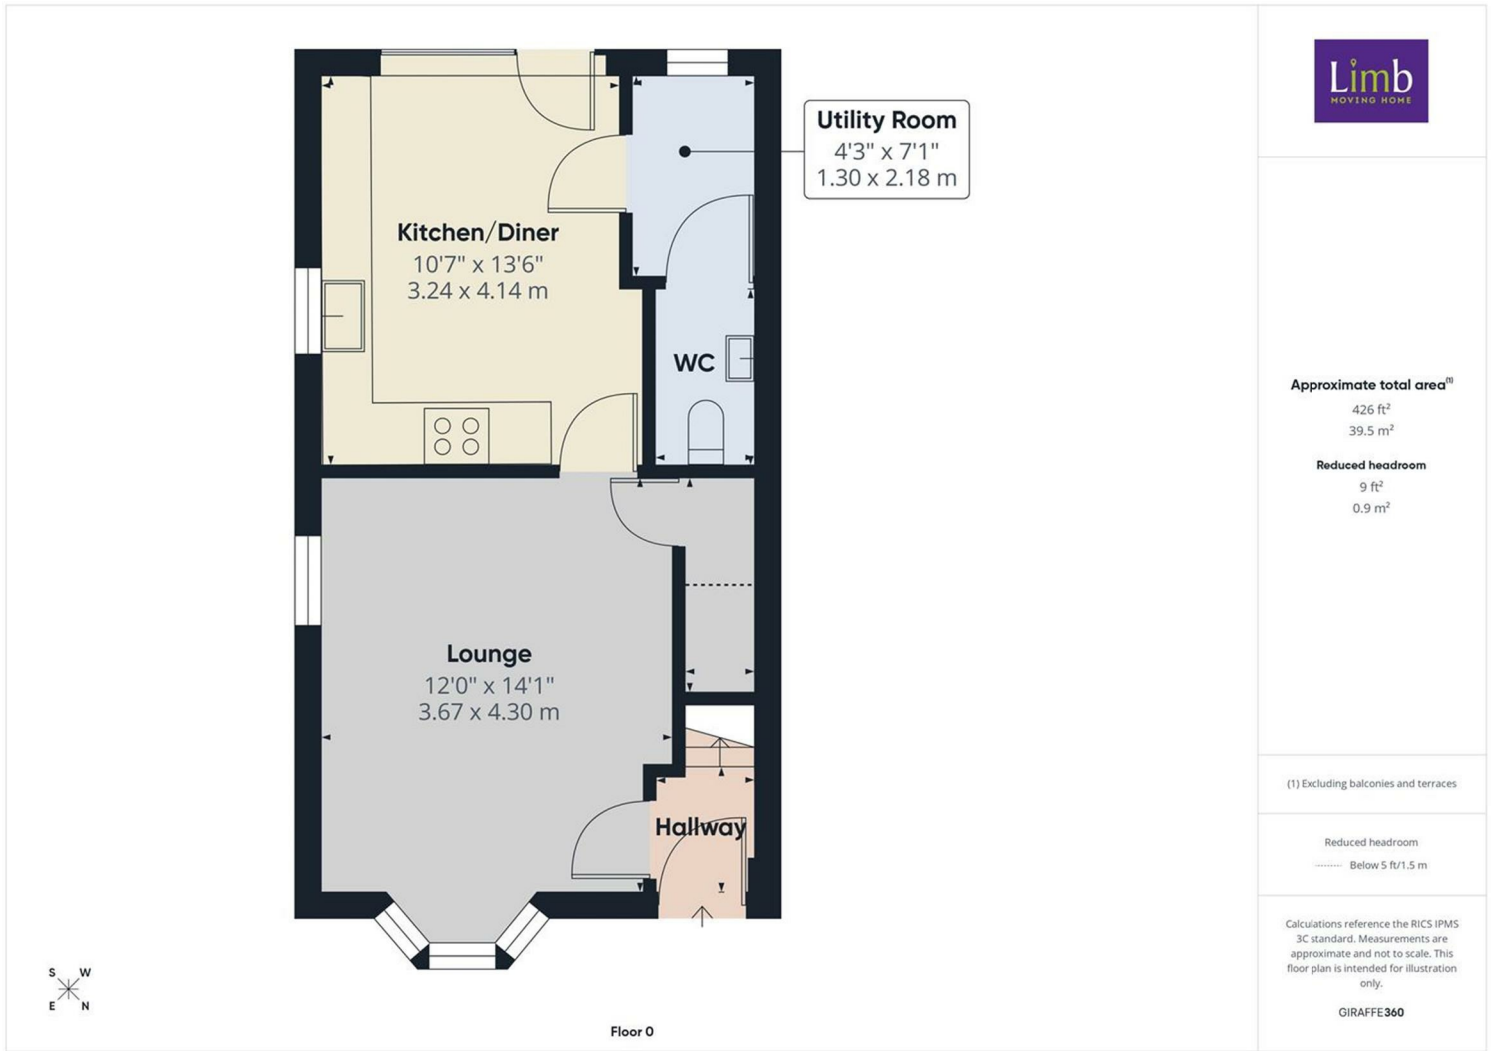 Utility Room
4'3" x 7'1"
1.30 x 2.18 m
Kitchen/Diner
10'7" x 13'6"
3.24 x 4.14 m
WC
Lounge
12'0" x 14'1"
3.67 x 4.30 m
Hallway
S W
E N
Floor 0
Limb
MOVING HOME
Approximate total area(1)
426 ft²
39.5 m²
Reduced headroom
9 ft²
0.9 m²
(1) Excluding balconies and terraces
Reduced headroom
Below 5 ft/1.5 m
Calculations reference the RICS IPMS
3C standard. Measurements are
approximate and not to scale. This
floor plan is intended for illustration
only.
GIRAFFE360